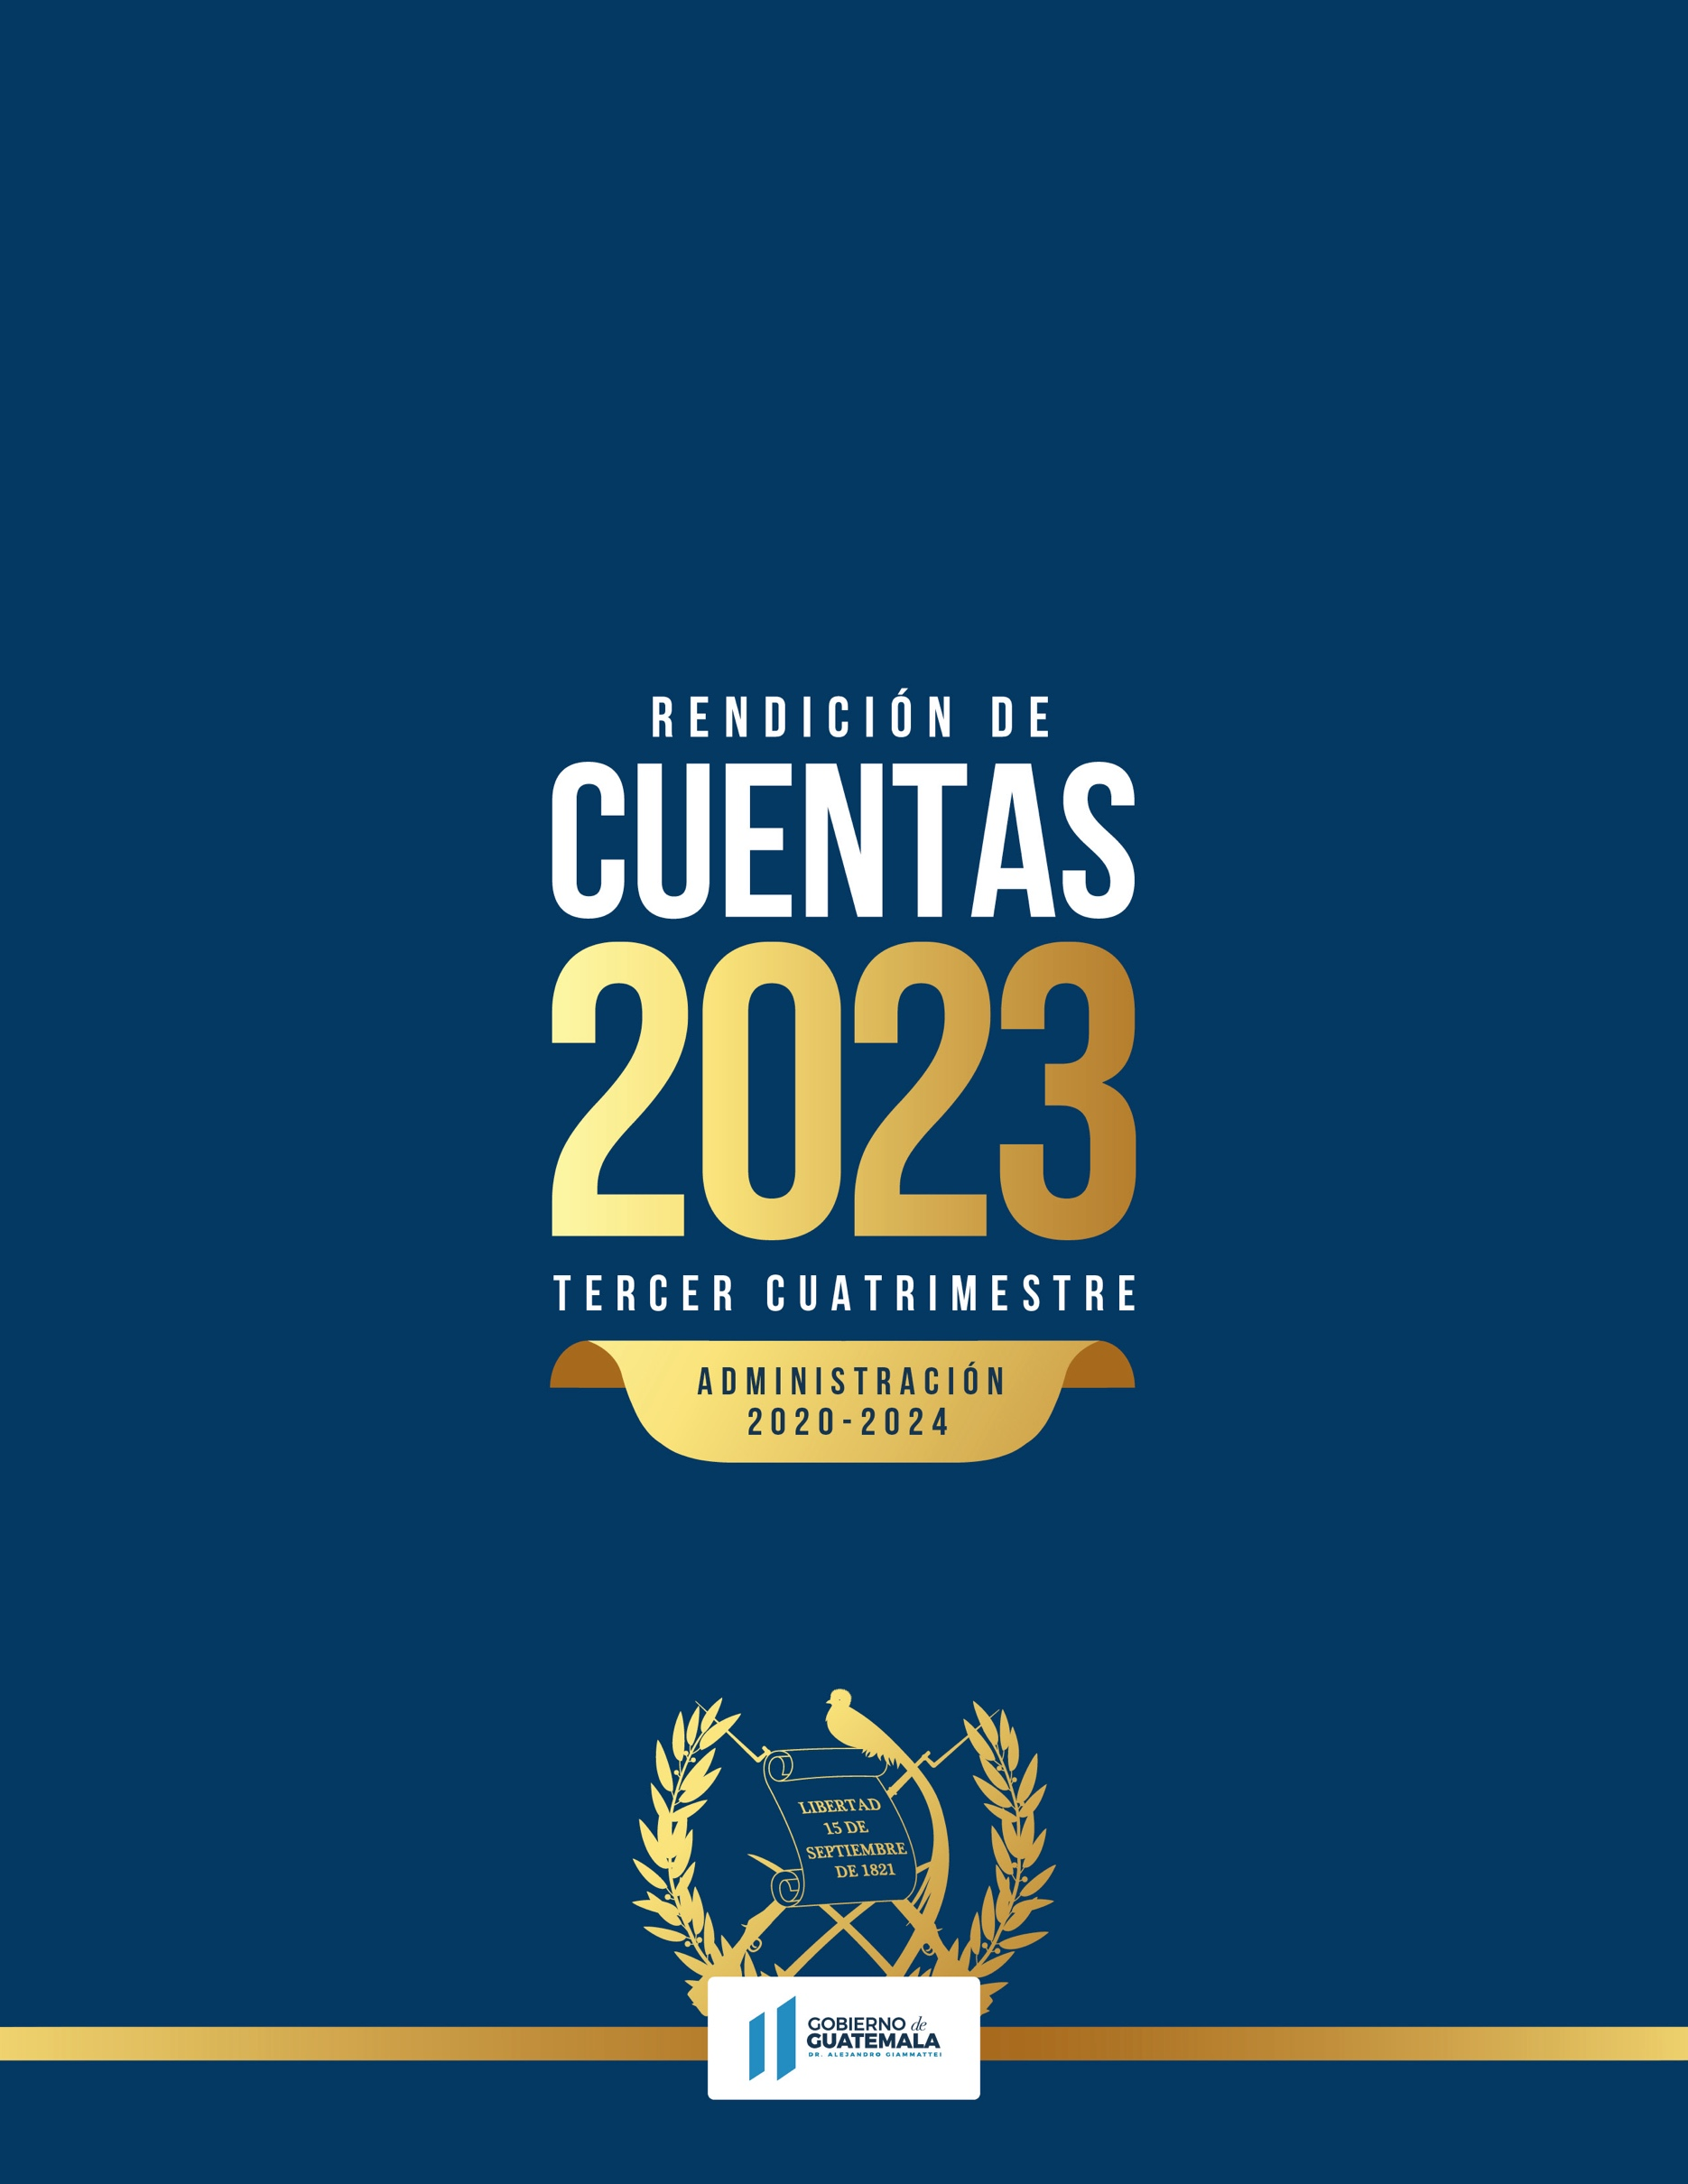 RENDICIÓN DE
CUENTAS
2023
TERCER CUATRIMESTRE
ADMINISTRACIÓN
2020-2024
LIBERTAD
15 DE
SEPTIEMBRE
DE 1821
GOBIERNO de
GUATEMALA
DR. ALEJANDRO GIAMMATTEI